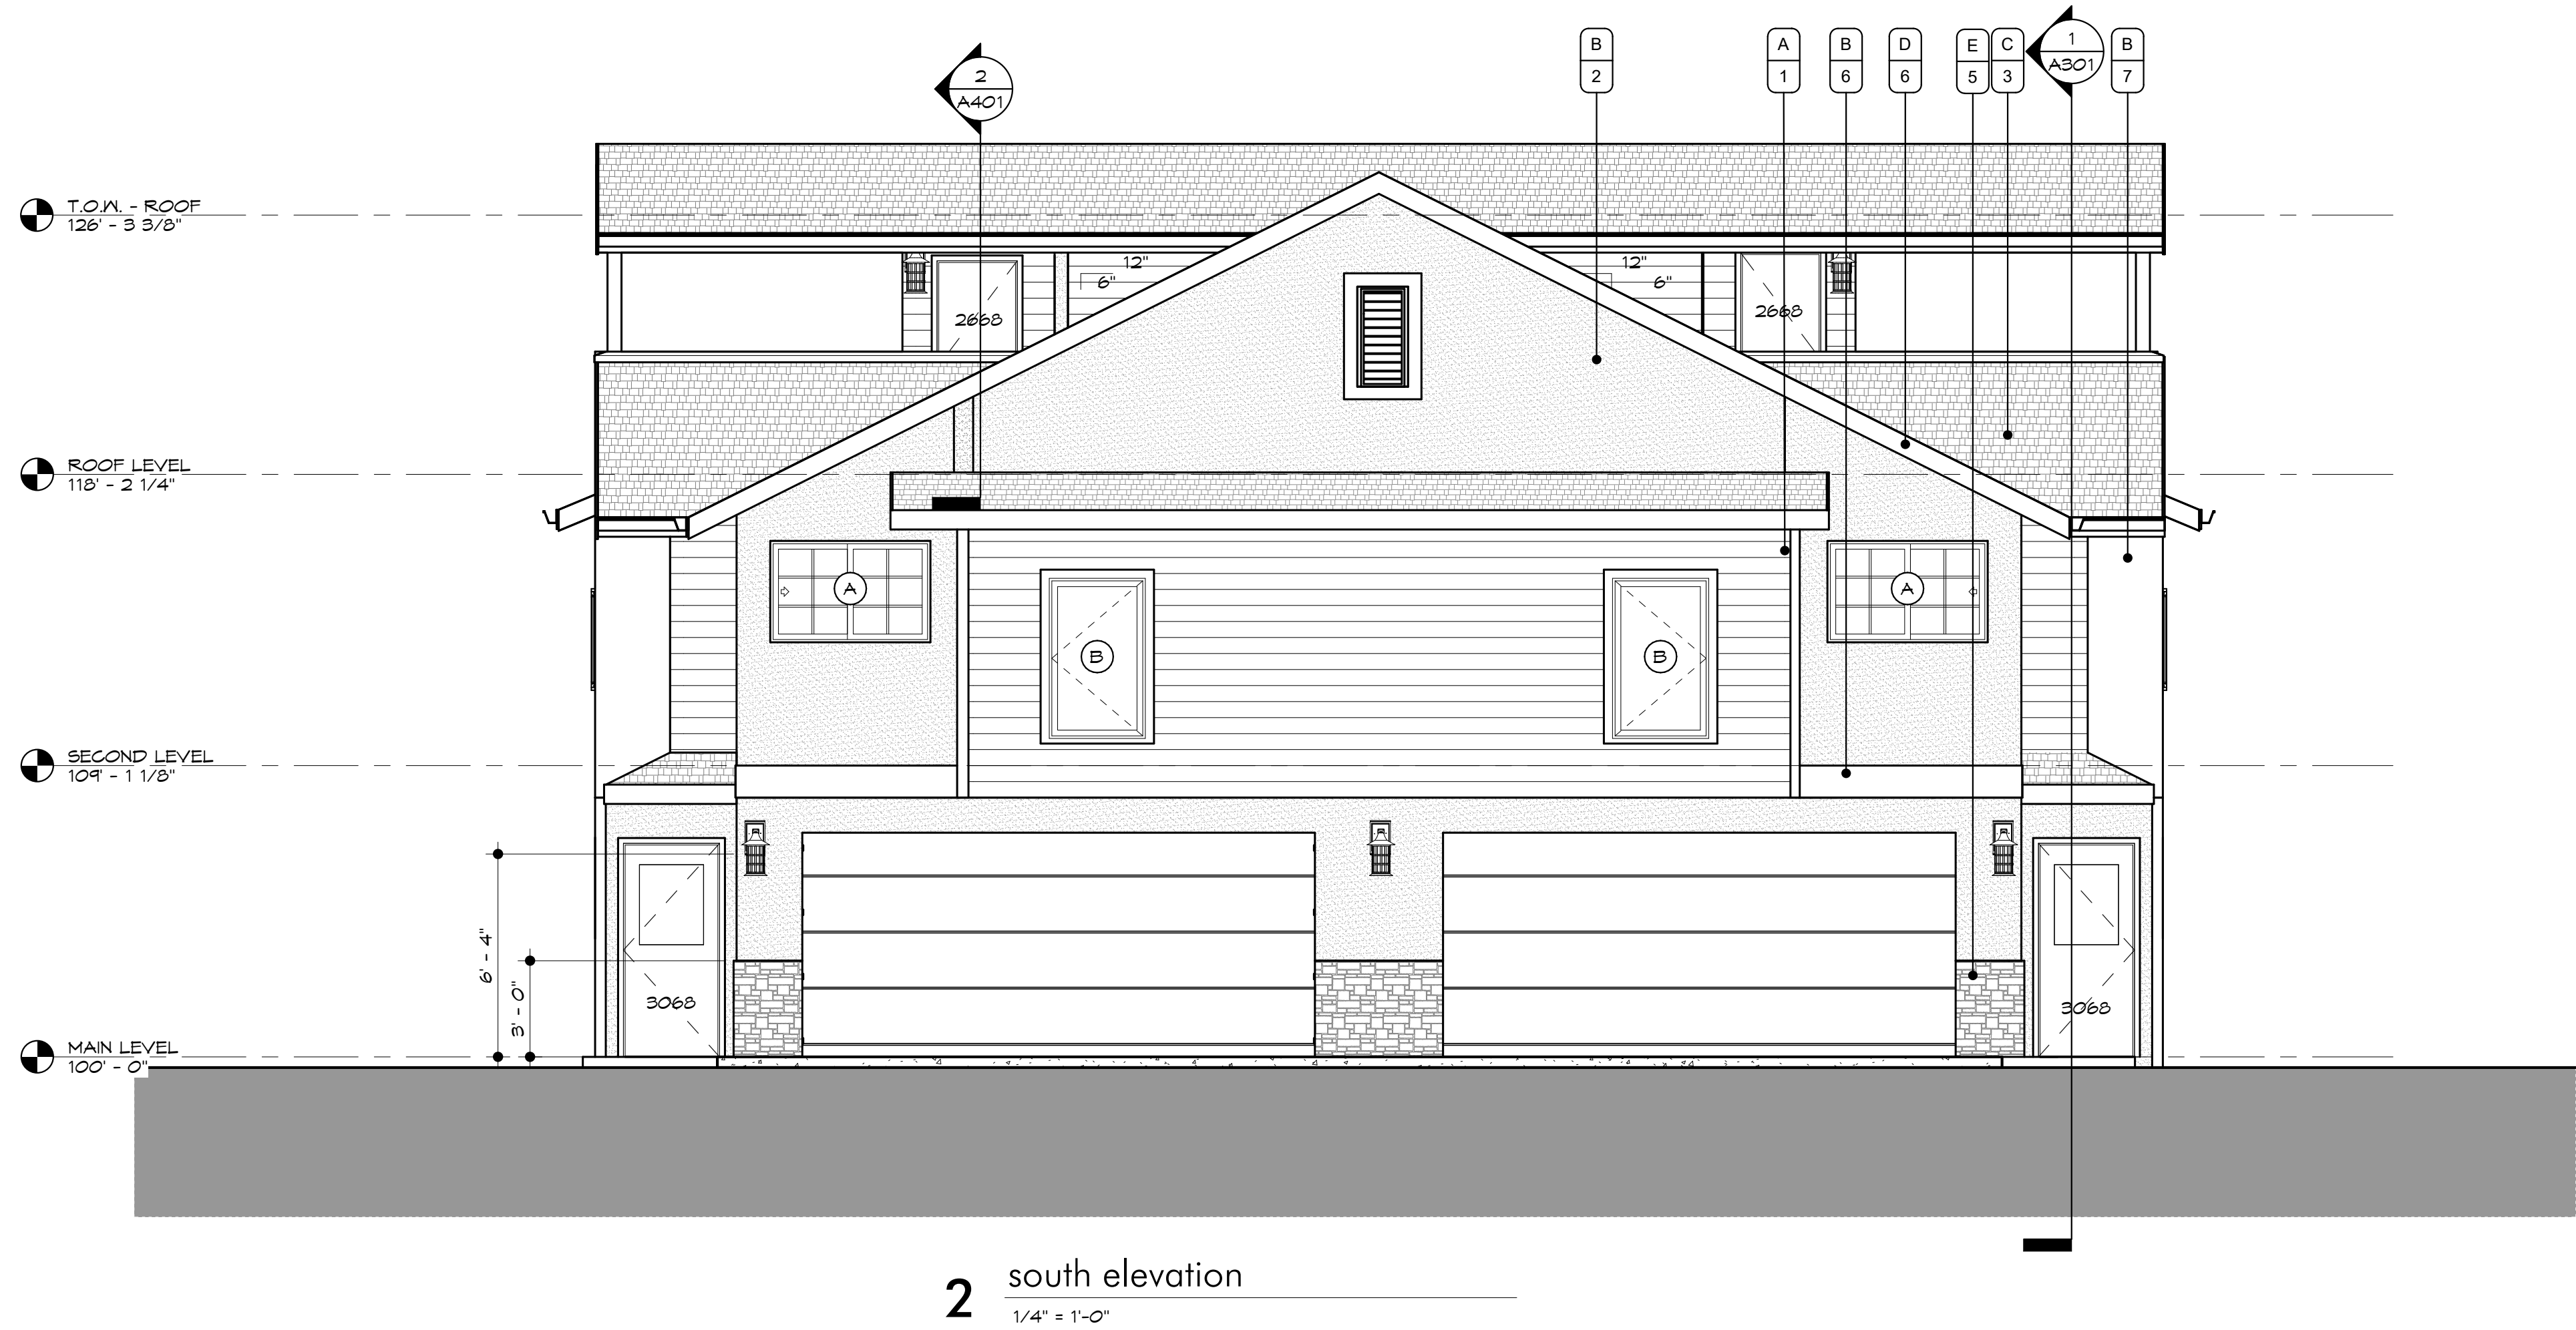 2
A401
B
2
A
1
B
6
D
6
E
5
C
3
1
A301
B
7
T.O.W. - ROOF
126' - 3 3/8"
12"
6"
12"
6"
2668
2668
ROOF LEVEL
118' - 2 1/4"
A
A
B
B
SECOND LEVEL
109' - 1 1/8"
6' - 4"
3' - 0"
3068
3068
MAIN LEVEL
100' - 0"
2
south elevation
1/4" = 1'-0"